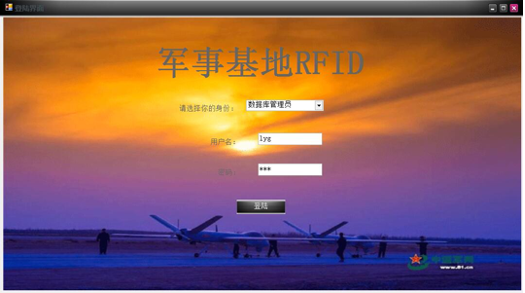 登陆界面
军事基地RFID
请选择你的身份：
数据库管理员
用户名：
lyg
密码：
***
登陆
中国军网
www.81.cn